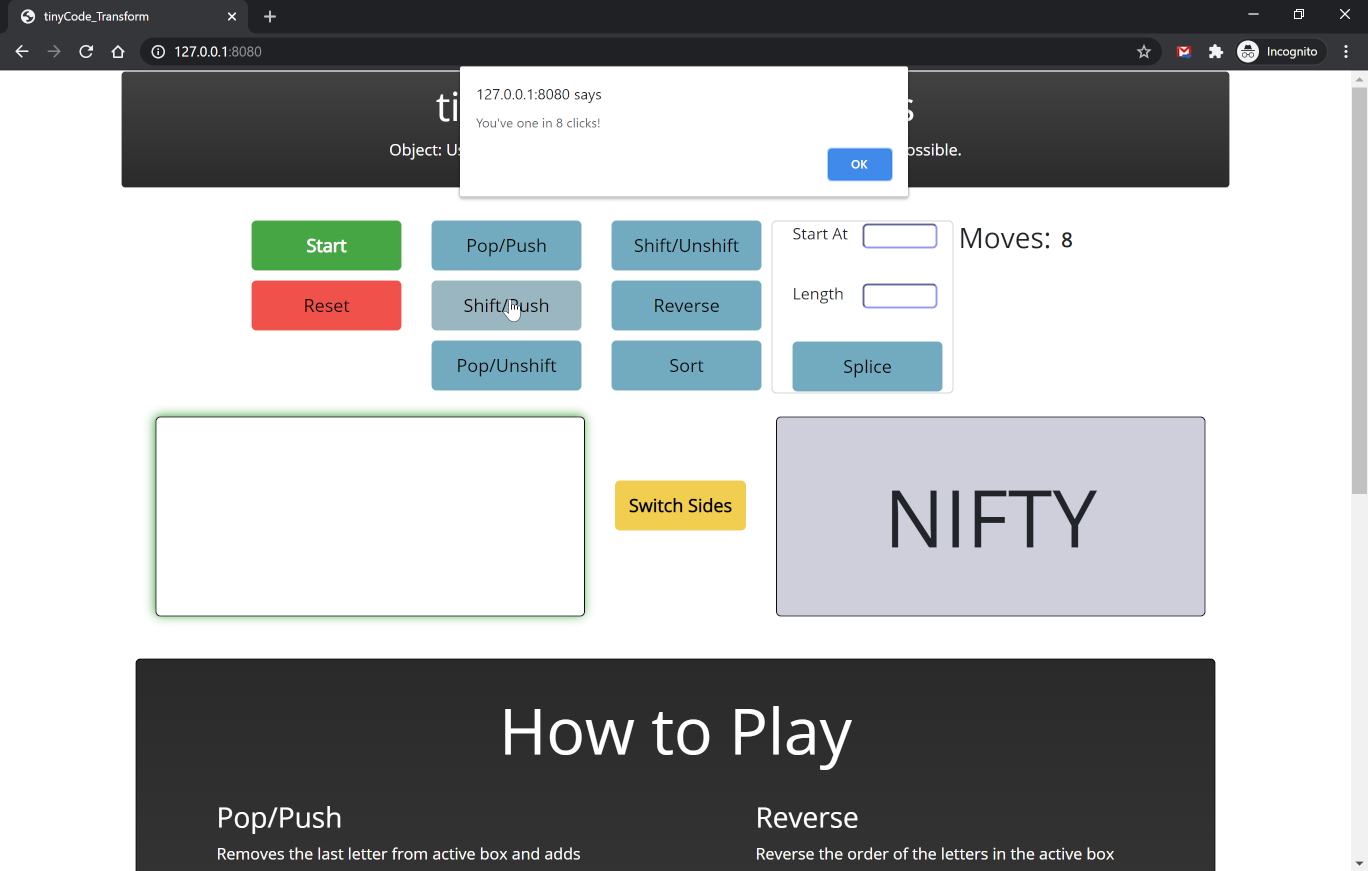 tinyCode_Transform
127.0.0.1:8080
Incognito
127.0.0.1:8080 says
You've one in 8 clicks!
OK
ti s
Object: ossible.
Start
Pop/Push
Shift/Unshift
Start At
Moves: 8
Reset
Shift/Push
Reverse
Length
Pop/Unshift
Sort
Splice
Switch Sides
NIFTY
How to Play
Pop/Push
Removes the last letter from active box and adds
Reverse
Reverse the order of the letters in the active box